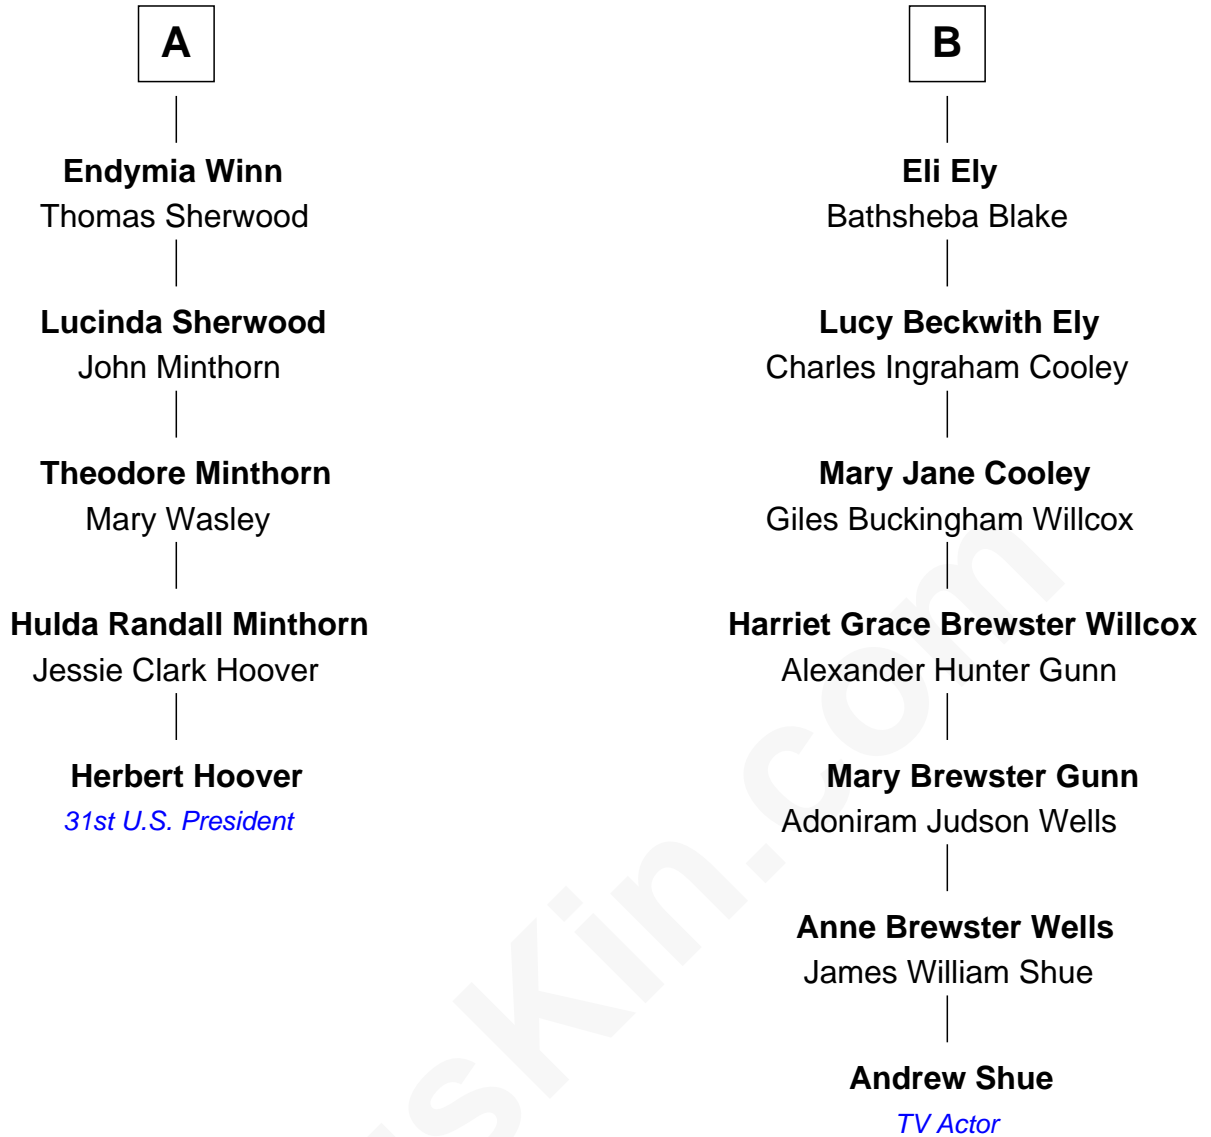 A
Endymia Winn
Thomas Sherwood
Lucinda Sherwood
John Minthorn
Theodore Minthorn
Mary Wasley
Hulda Randall Minthorn
Jessie Clark Hoover
Herbert Hoover
31st U.S. President
B
Eli Ely
Bathsheba Blake
Lucy Beckwith Ely
Charles Ingraham Cooley
Mary Jane Cooley
Giles Buckingham Willcox
Harriet Grace Brewster Willcox
Alexander Hunter Gunn
Mary Brewster Gunn
Adoniram Judson Wells
Anne Brewster Wells
James William Shue
Andrew Shue
TV Actor
sKin.com